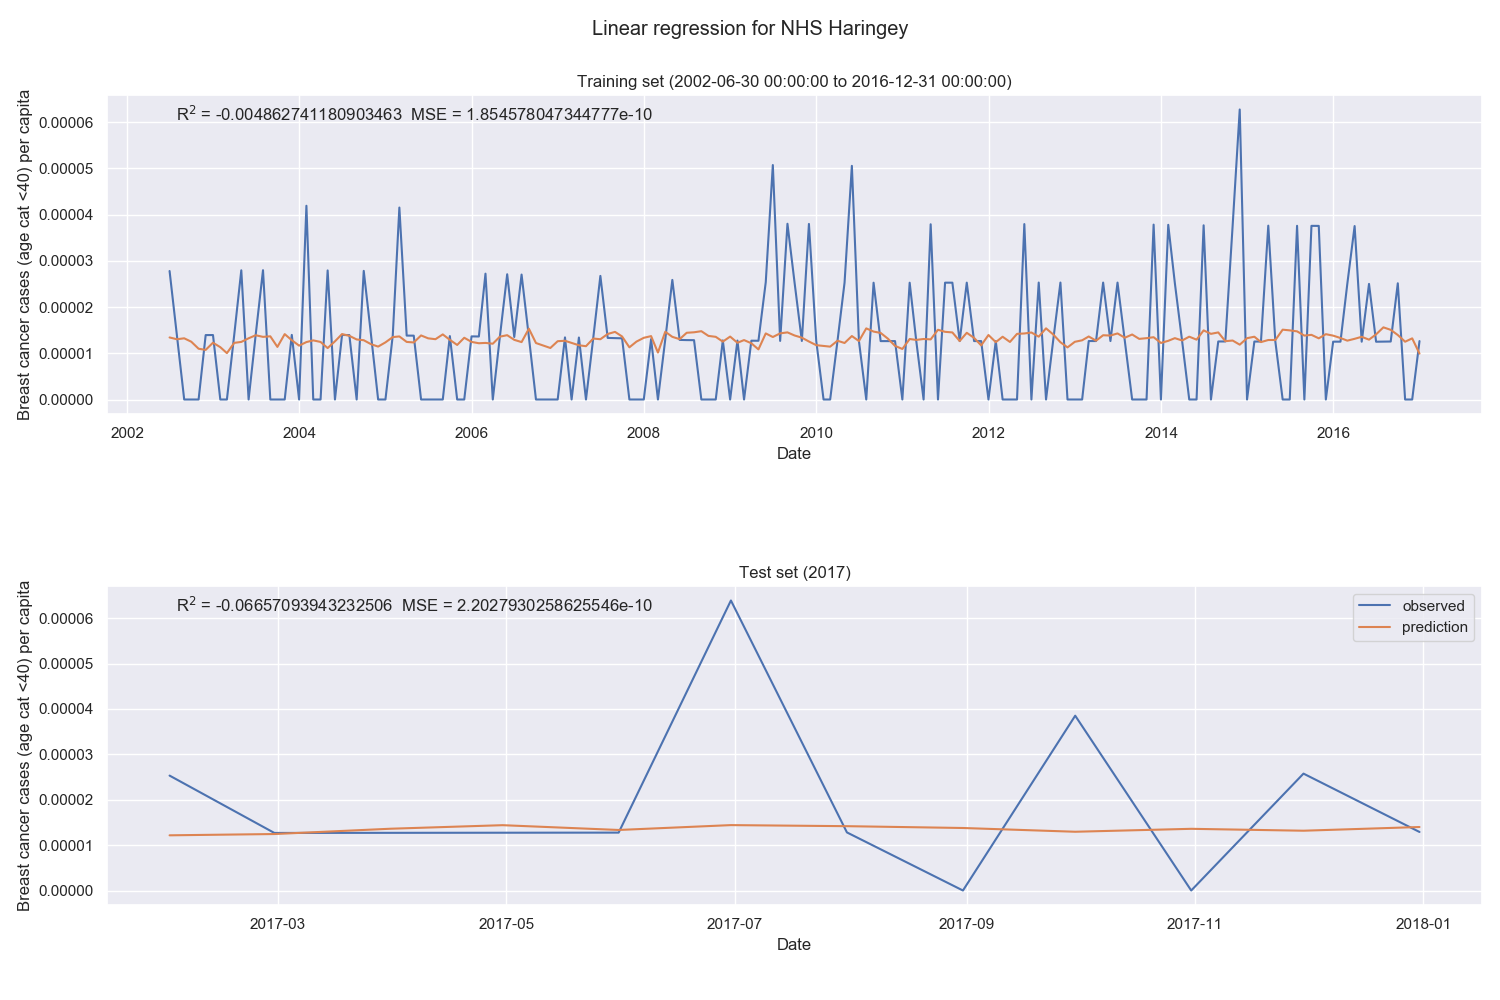 Linear regression for NHS Haringey
Training set (2002-06-30 00:00:00 to 2016-12-31 00:00:00)
R² = -0.004862741180903463 MSE = 1.854578047344777e-10
Breast cancer cases (age cat <40) per capita
0.00006
0.00005
0.00004
0.00003
0.00002
0.00001
0.00000
2002 2004 2006 2008 2010 2012 2014 2016
Date
Test set (2017)
R² = -0.06657093943232506 MSE = 2.2027930258625546e-10
observed
prediction
Breast cancer cases (age cat <40) per capita
0.00006
0.00005
0.00004
0.00003
0.00002
0.00001
0.00000
2017-03 2017-05 2017-07 2017-09 2017-11 2018-01
Date